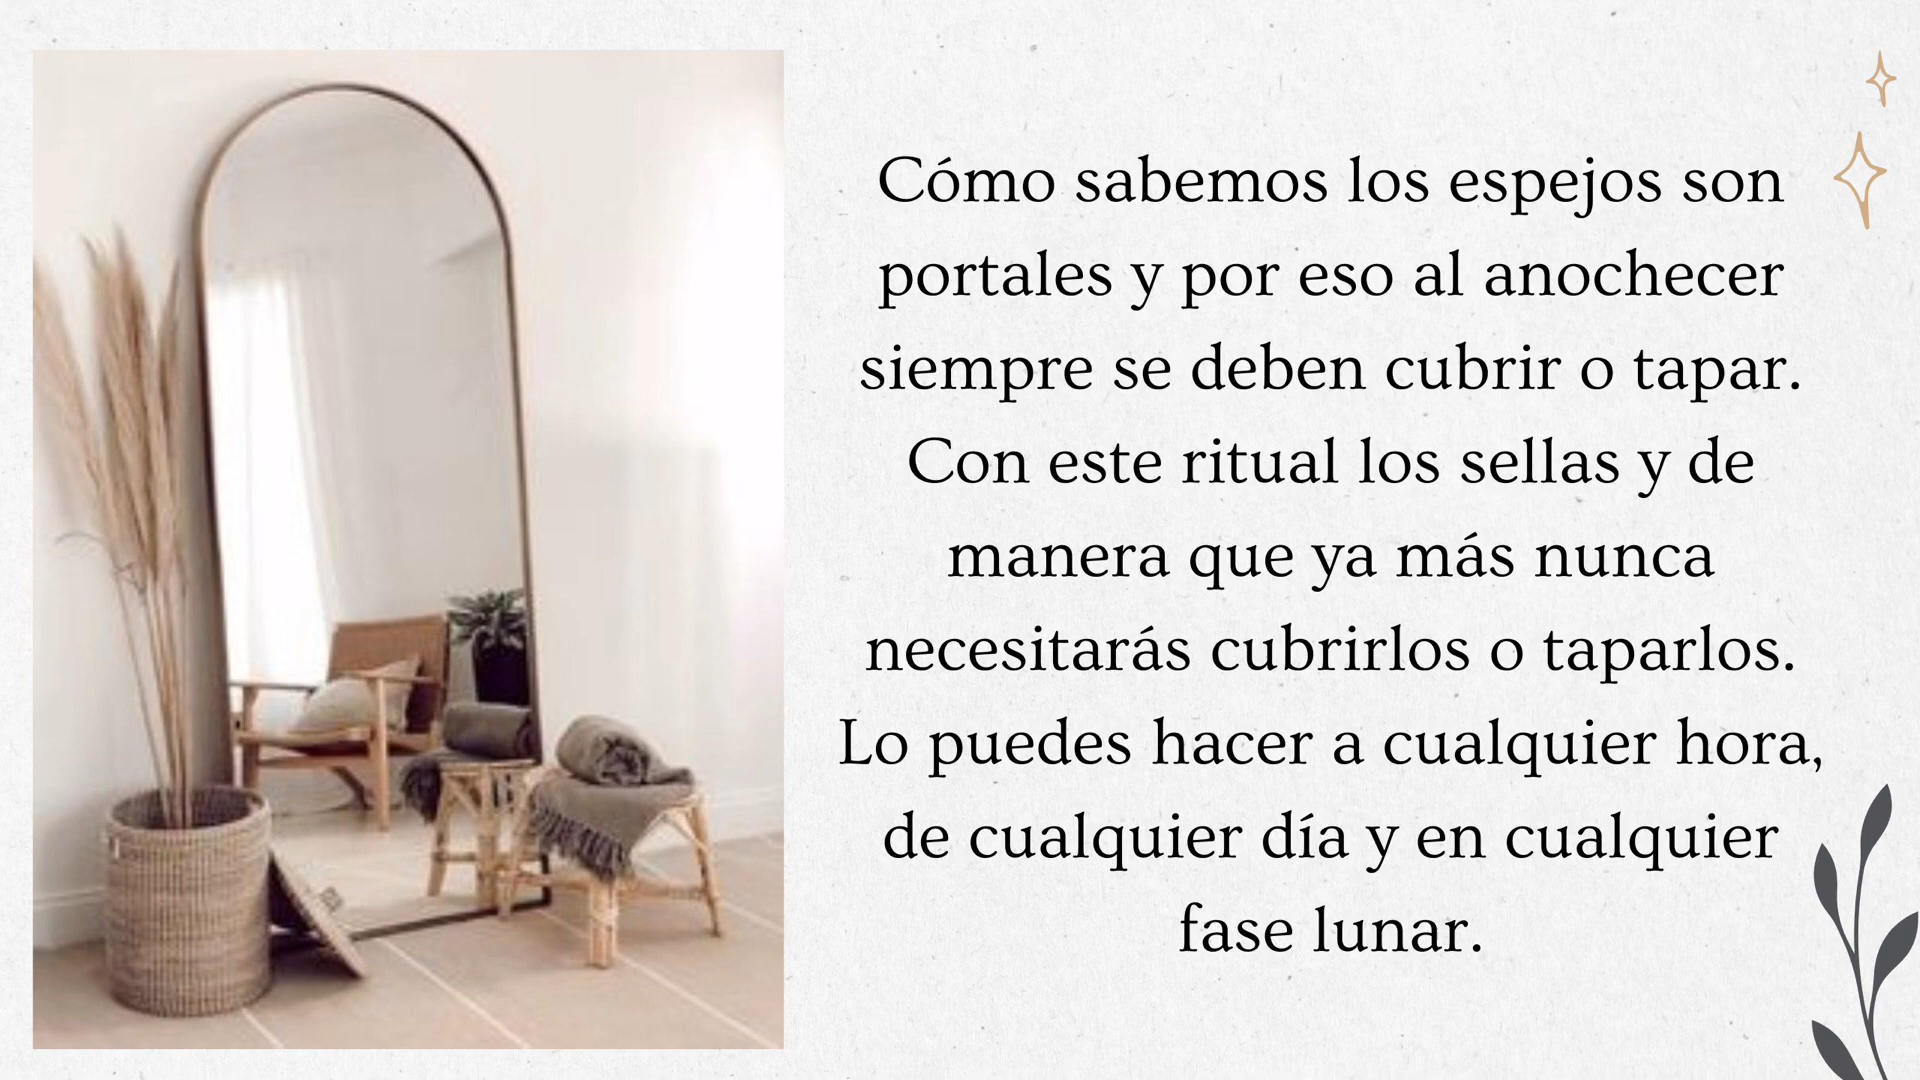 Cómo sabemos los espejos son
portales y por eso al anochecer
siempre se deben cubrir o tapar.
Con este ritual los sellas y de
manera que ya más nunca
necesitarás cubrirlos o taparlos.
Lo puedes hacer a cualquier hora,
de cualquier día y en cualquier
fase lunar.